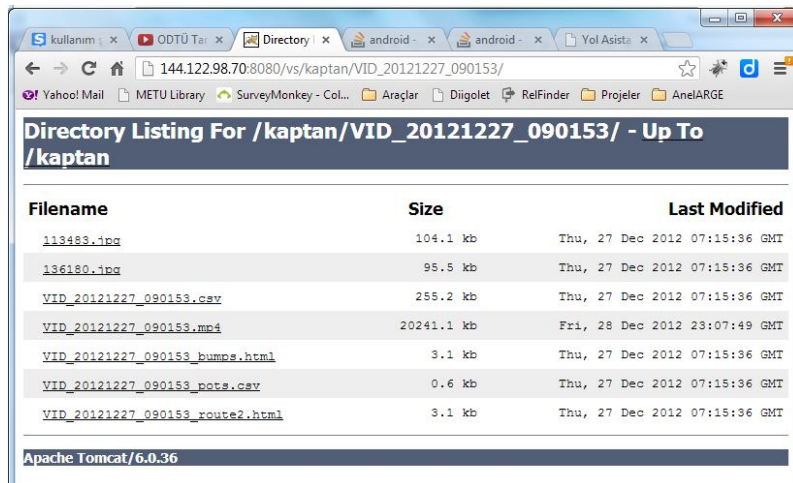 kullanım
ODTÜ Tar
Directory
android -
android -
Yol Asista
144.122.98.70:8080/vs/kaptan/VID_20121227_090153/
Yahoo! Mail METU Library SurveyMonkey - Col... Araçlar Diigolet RelFinder Projeler AnelARGE
Directory Listing For /kaptan/VID_20121227_090153/ - Up To
/kaptan
Filename Size Last Modified
113483.jpg 104.1 kb Thu, 27 Dec 2012 07:15:36 GMT
136180.jpg 95.5 kb Thu, 27 Dec 2012 07:15:36 GMT
VID_20121227_090153.csv 255.2 kb Thu, 27 Dec 2012 07:15:36 GMT
VID_20121227_090153.mp4 20241.1 kb Fri, 28 Dec 2012 23:07:49 GMT
VID_20121227_090153_bumps.html 3.1 kb Thu, 27 Dec 2012 07:15:36 GMT
VID_20121227_090153_pots.csv 0.6 kb Thu, 27 Dec 2012 07:15:36 GMT
VID_20121227_090153_route2.html 3.1 kb Thu, 27 Dec 2012 07:15:36 GMT
Apache Tomcat/6.0.36